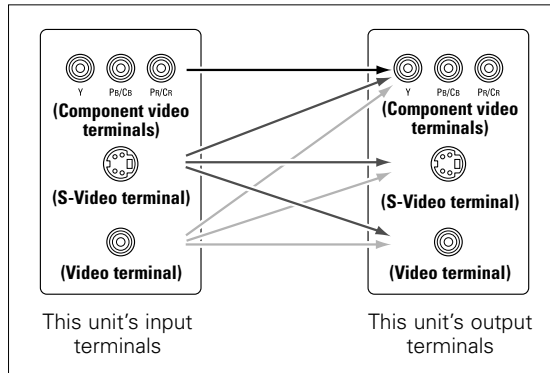 Y PB/CB PR/CR
(Component video
terminals)
(S-Video terminal)
(Video terminal)
This unit's input
terminals
Y PB/CB PR/CR
(Component video
terminals)
(S-Video terminal)
(Video terminal)
This unit's output
terminals